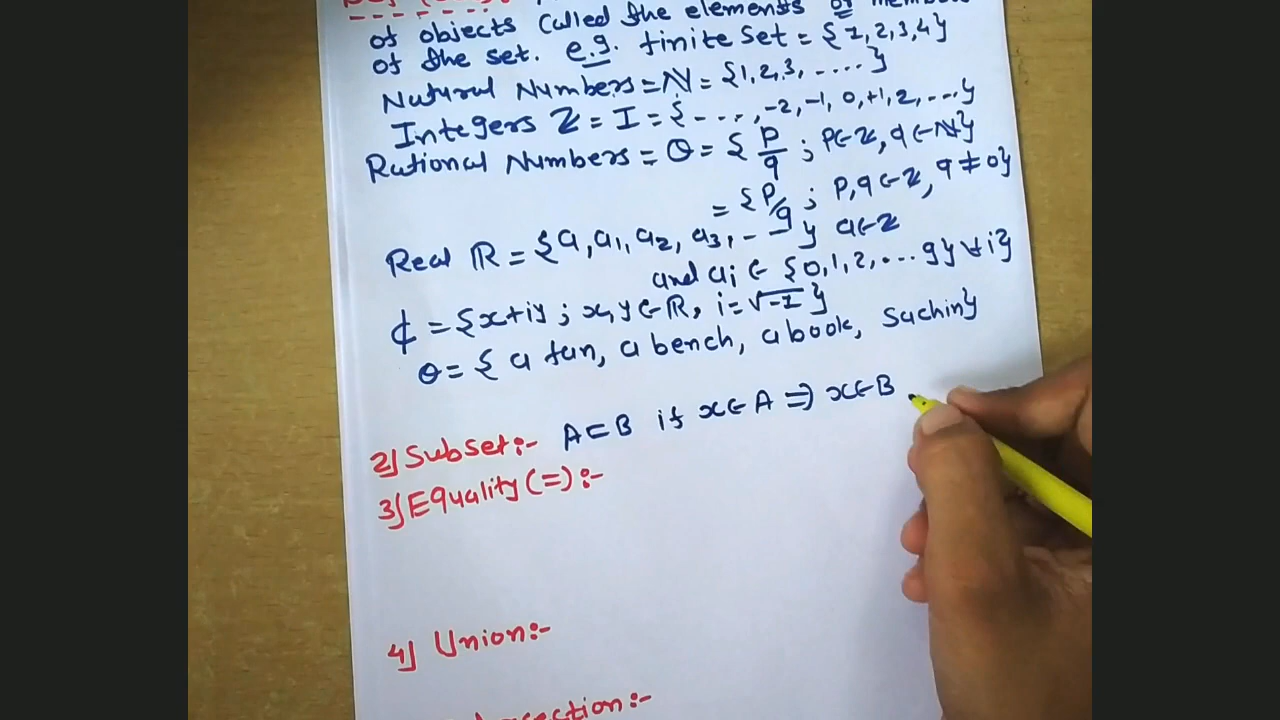 of objects called the elements or members
of the set. e.g. finite Set = {1,2,3,4}
Natural Numbers = N = {1,2,3, .....}
Integers Z = I = {- ..., -2, -1, 0, +1, 2, ...}
Rational Numbers = Q = { p/q ; p∈Z, q∈N}
= {p/q ; p,q∈Z, q≠0}
Real ℝ = {a, a1, a2, a3, - - } a∈Z
and ai ∈ {0,1,2, ... 9} ∀ i}
₵ = {x+iy ; x,y∈ℝ, i=√-1}
Q = { a fan, a bench, a book, Sachin}
2) Subset:- A⊂B if x∈A ⇒ x∈B
3) Equality (=):-
4) Union:-